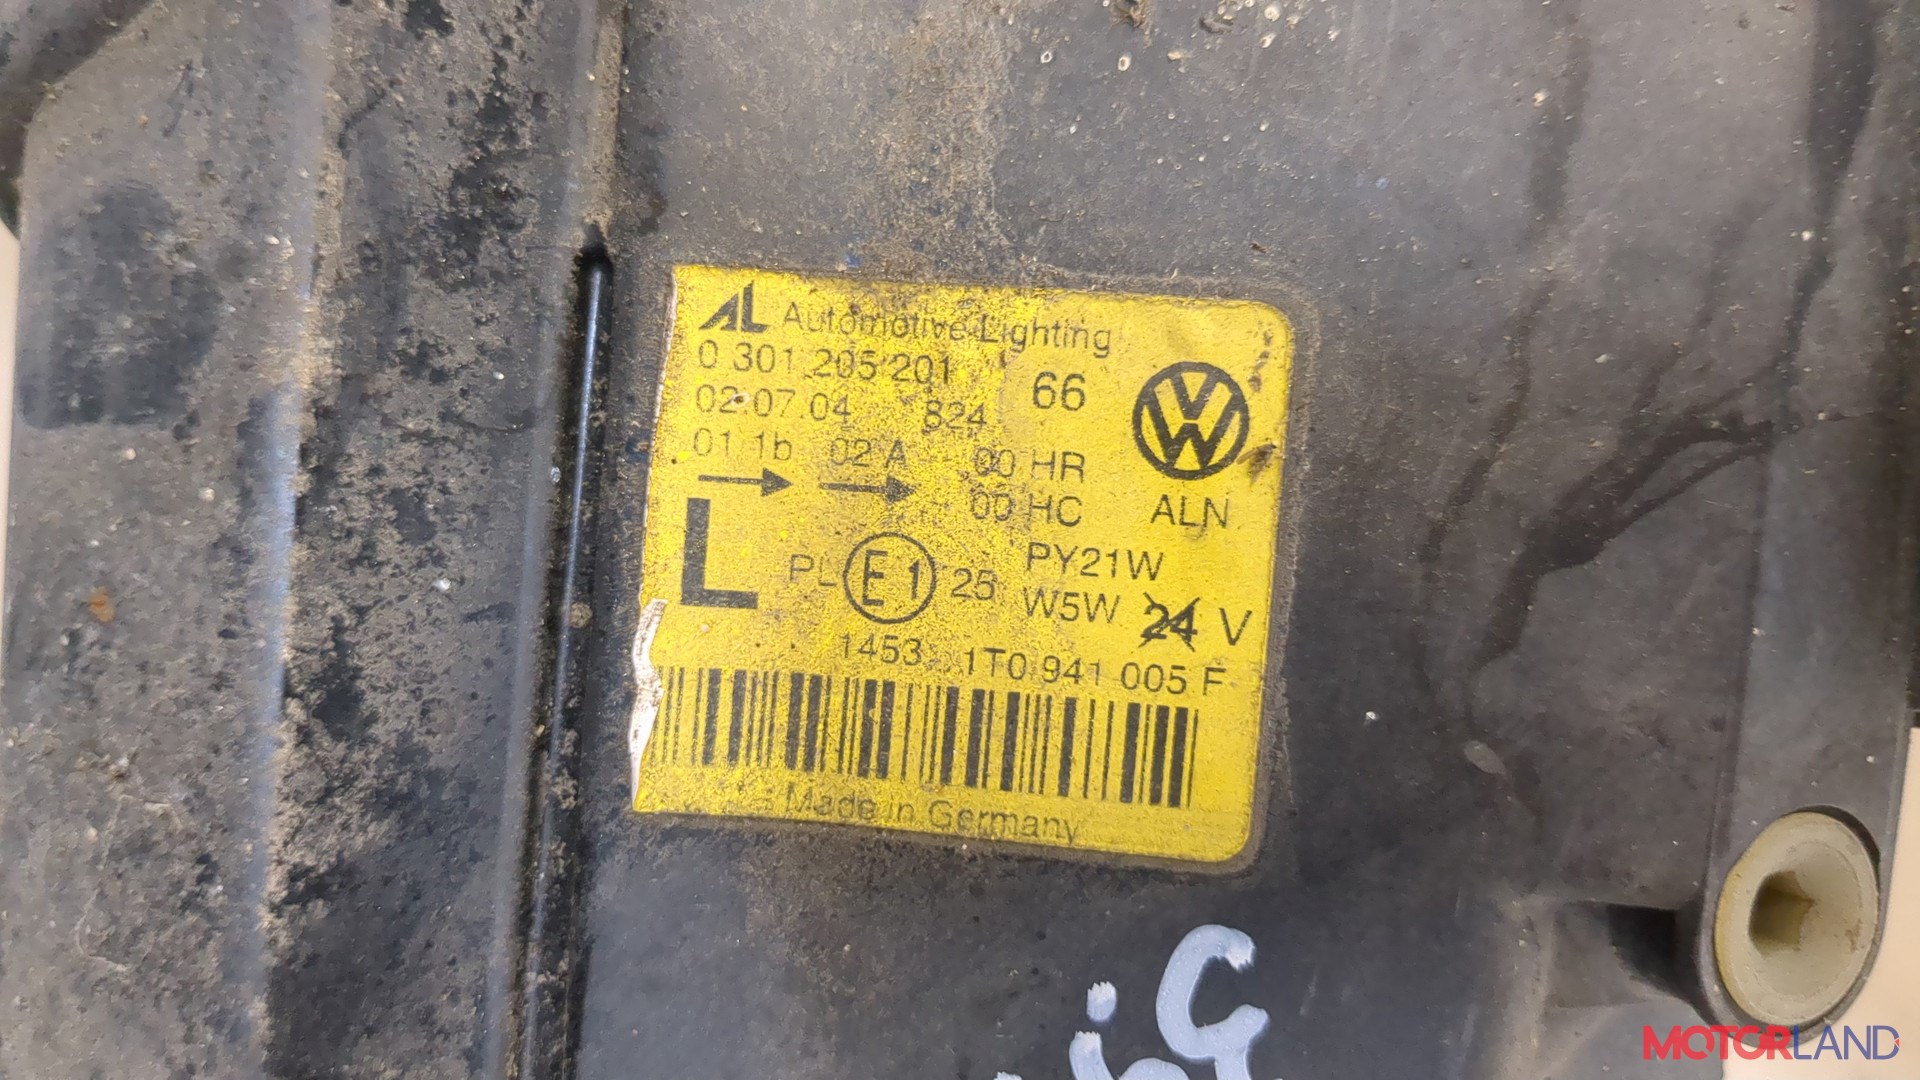 AL Automotive Lighting
0 301 205 201 66
02.07.04 824
01 1b 02 A 00 HR
00 HC ALN
L PL E1 25 PY21W
W5W 24 V
1453 1T0 941 005 F
Made in Germany
MOTORLAND